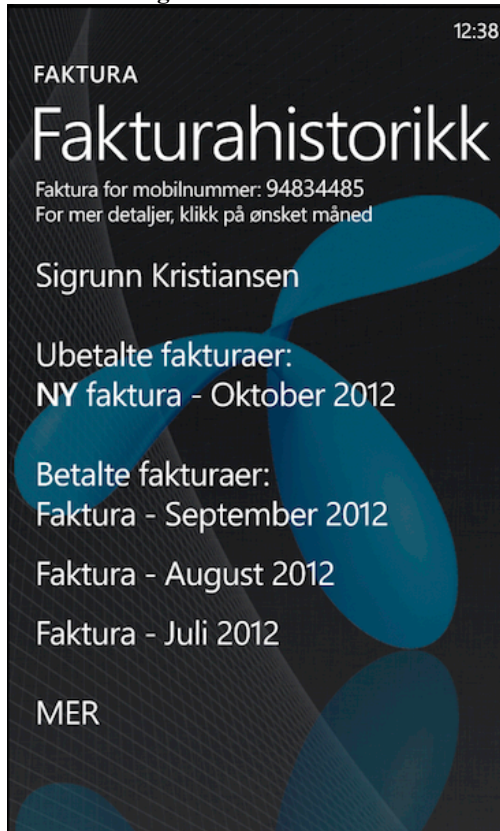 12:38
FAKTURA
Fakturahistorikk
Faktura for mobilnummer: 94834485
For mer detaljer, klikk på ønsket måned
Sigrunn Kristiansen
Ubetalte fakturaer:
NY faktura - Oktober 2012
Betalte fakturaer:
Faktura - September 2012
Faktura - August 2012
Faktura - Juli 2012
MER